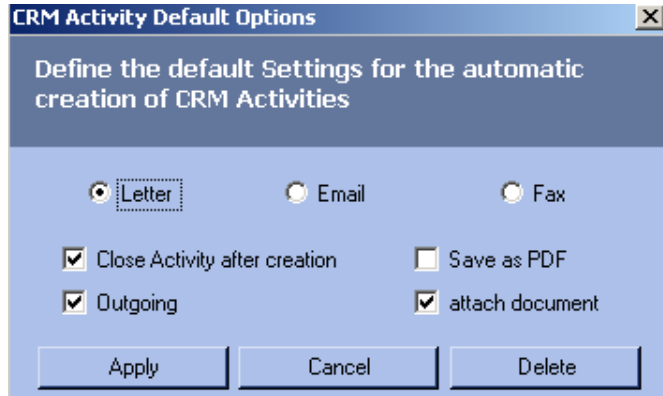 CRM Activity Default Options
Define the default Settings for the automatic
creation of CRM Activities
Letter Email Fax
Close Activity after creation Save as PDF
Outgoing attach document
Apply Cancel Delete